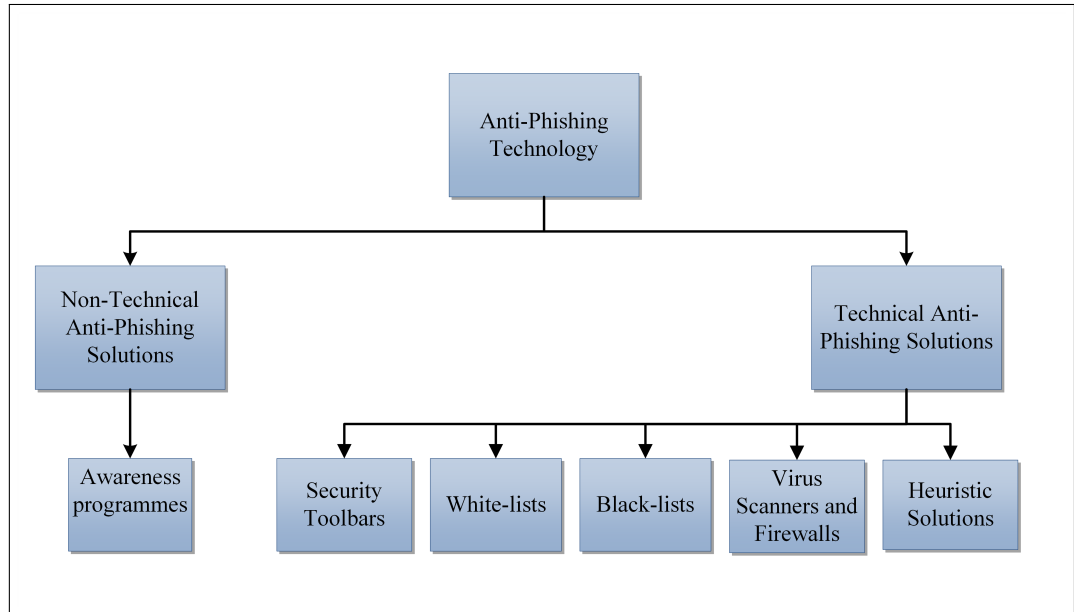 Anti-Phishing
Technology
Non-Technical
Anti-Phishing
Solutions
Technical Anti-
Phishing Solutions
Awareness
programmes
Security
Toolbars
White-lists
Black-lists
Virus
Scanners and
Firewalls
Heuristic
Solutions